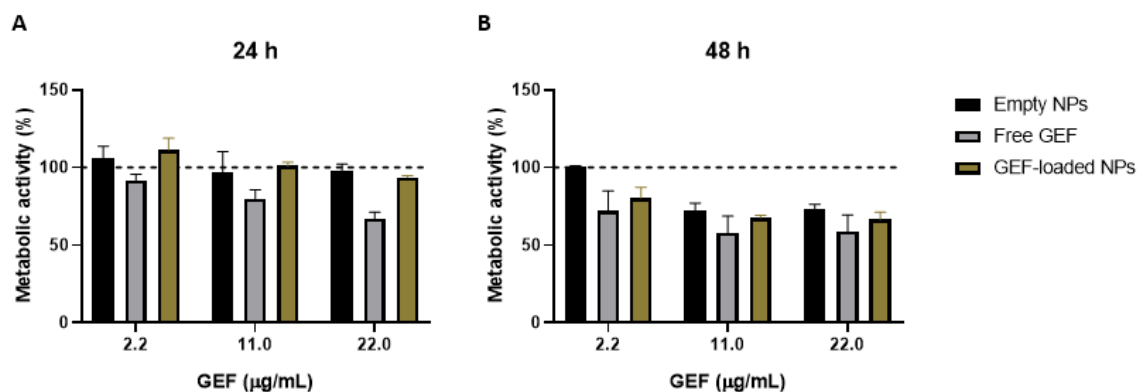 A
24 h
150
100
50
0
Metabolic activity (%)
2.2
11.0
22.0
GEF (μg/mL)
B
48 h
150
100
50
0
Metabolic activity (%)
2.2
11.0
22.0
GEF (μg/mL)
Empty NPs
Free GEF
GEF-loaded NPs